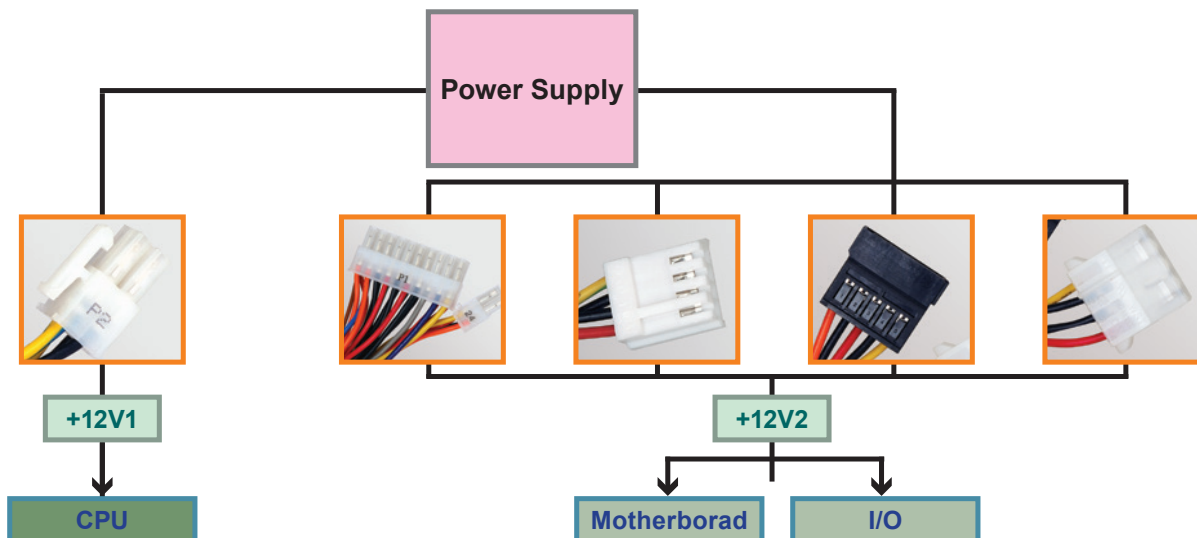 Power Supply
P2
P1
24
+12V1
+12V2
CPU
Motherborad
I/O